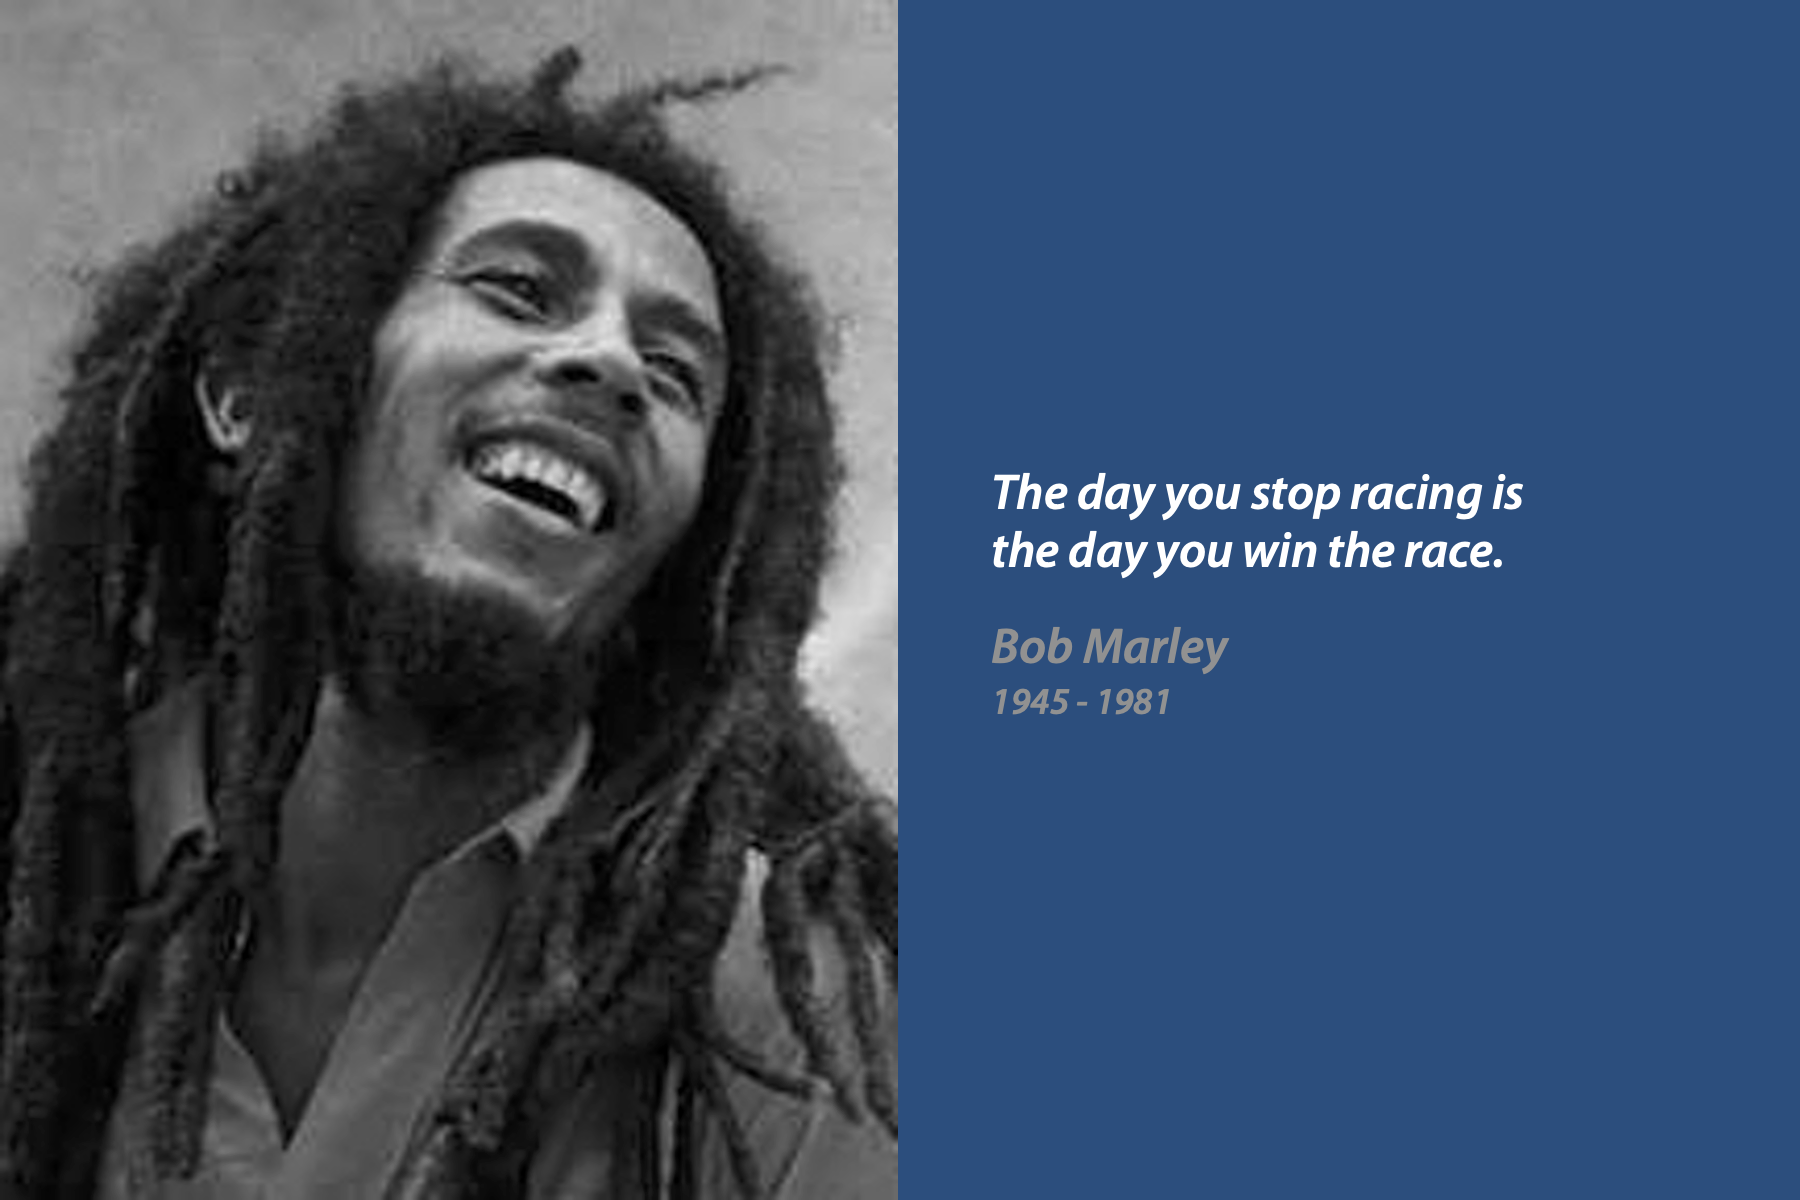 The day you stop racing is
the day you win the race.
Bob Marley
1945 - 1981